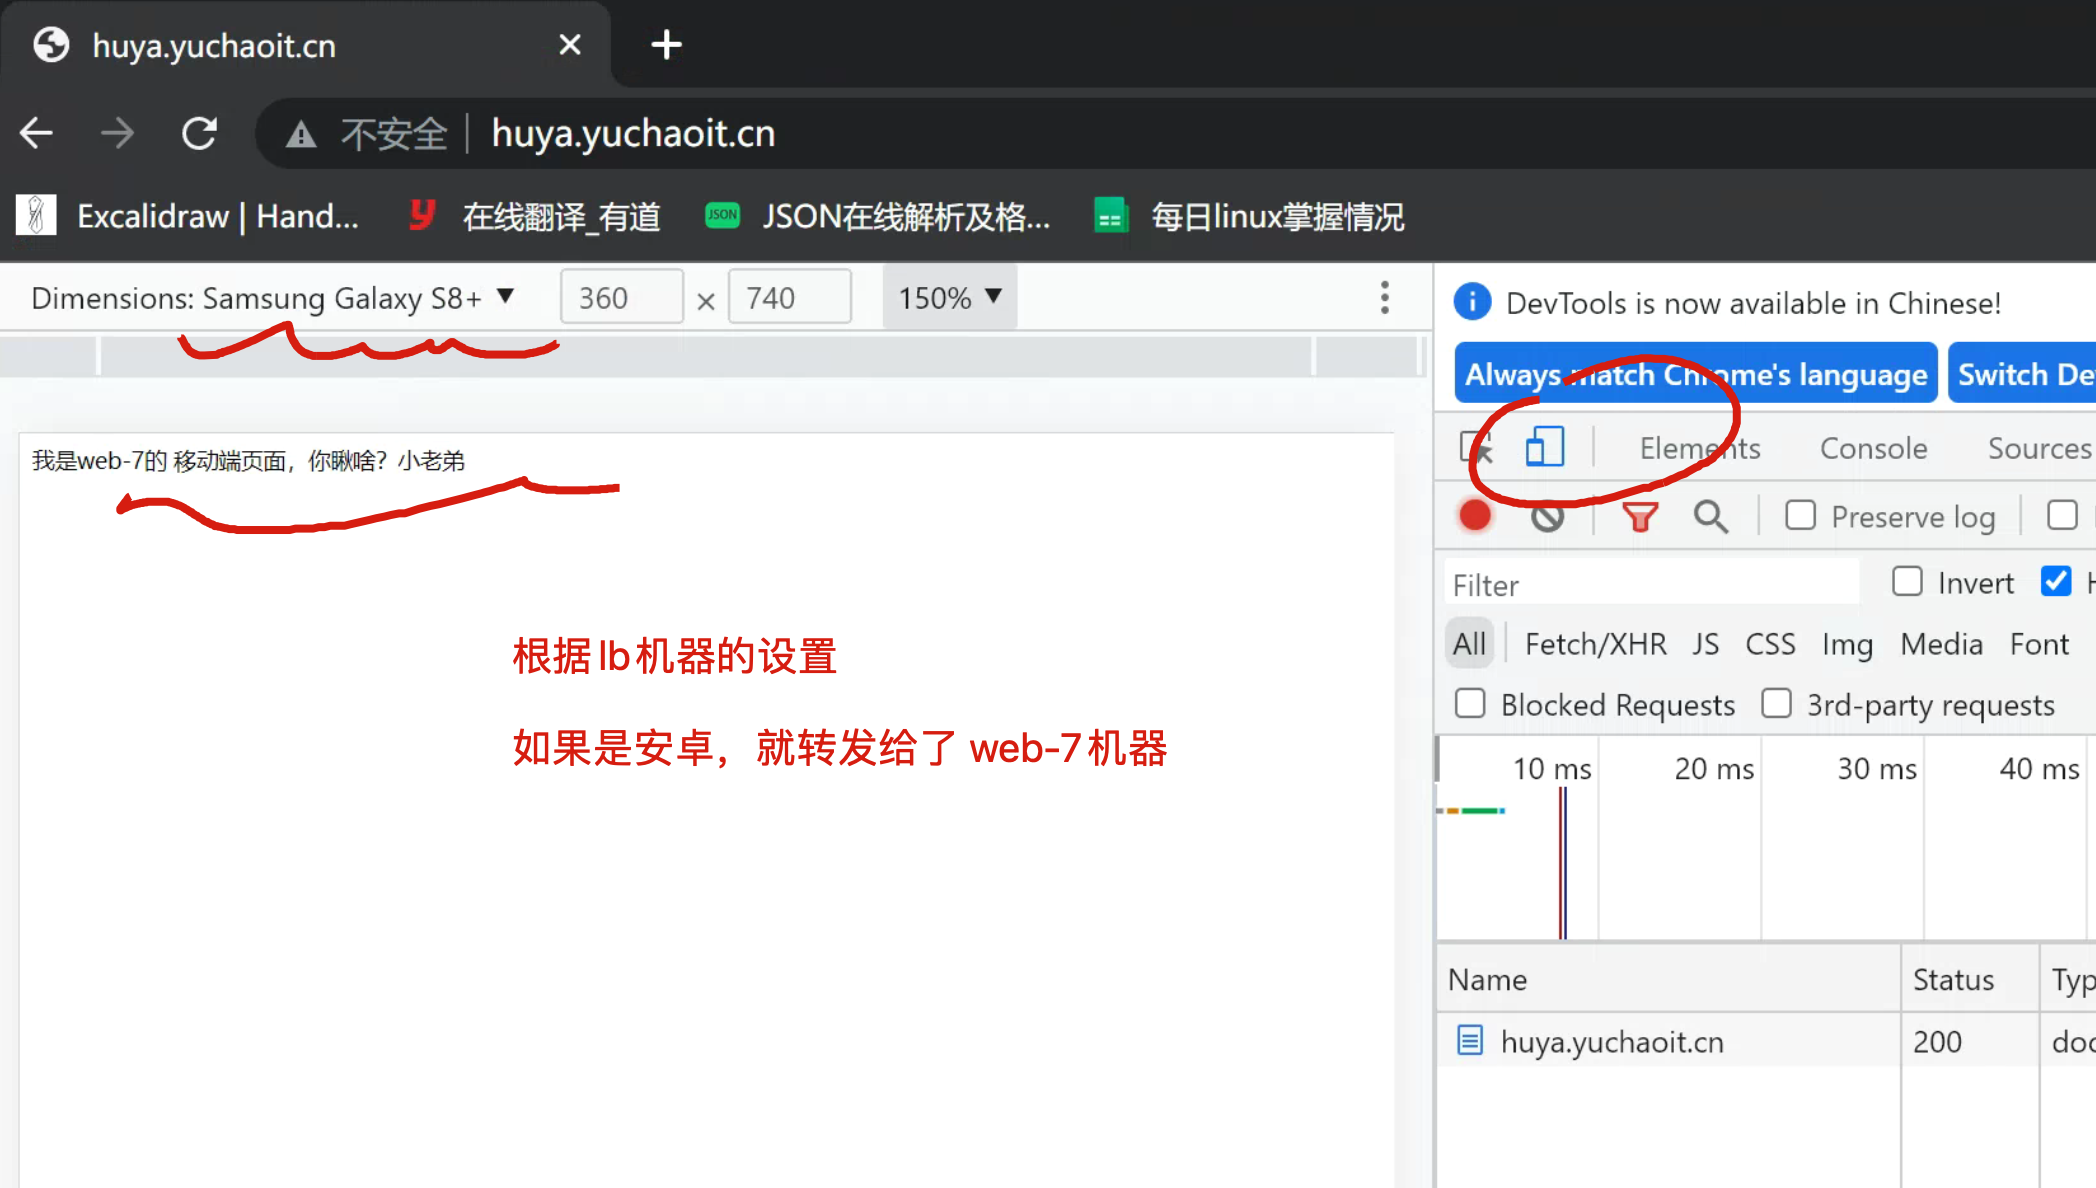 huya.yuchaoit.cn
不安全 huya.yuchaoit.cn
Excalidraw | Hand... 在线翻译_有道 JSON JSON在线解析及格... 每日linux掌握情况
Dimensions: Samsung Galaxy S8+ 360 × 740 150%
DevTools is now available in Chinese!
Always match Chrome's language Switch De
Elements Console Sources
Preserve log
Filter Invert
All Fetch/XHR JS CSS Img Media Font
Blocked Requests 3rd-party requests
10 ms 20 ms 30 ms 40 ms
Name Status Typ
huya.yuchaoit.cn 200 doc
我是web-7的 移动端页面，你瞅啥？小老弟
根据lb机器的设置
如果是安卓，就转发给了 web-7机器